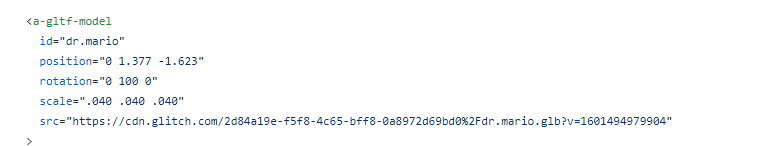 <a-gltf-model
id="dr.mario"
position="0 1.377 -1.623"
rotation="0 100 0"
scale=".040 .040 .040"
src="https://cdn.glitch.com/2d84a19e-f5f8-4c65-bff8-0a8972d69bd0%2Fdr.mario.glb?v=1601494979904"
>